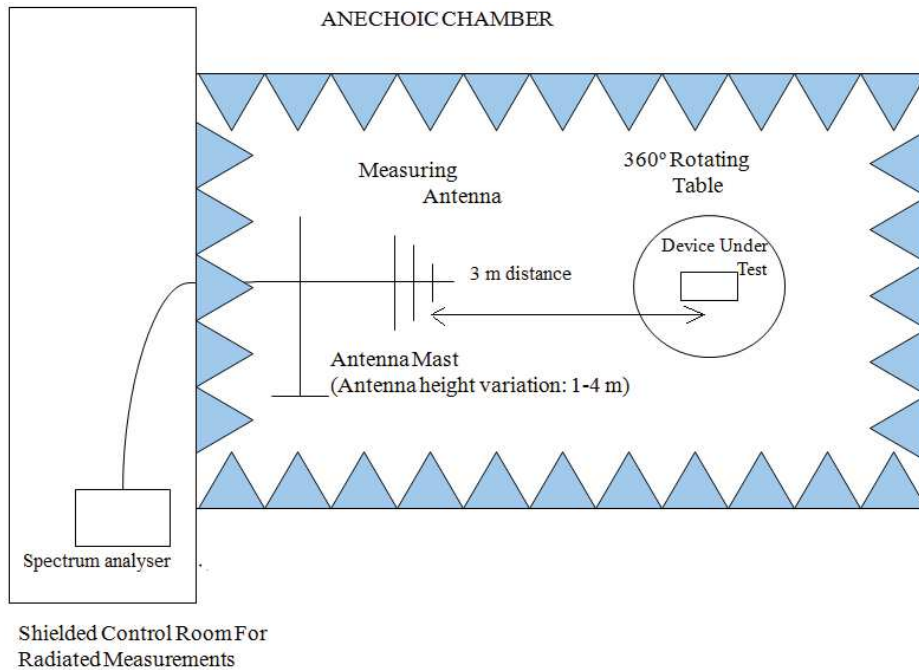 ANECHOIC CHAMBER
Measuring
Antenna
360º Rotating
Table
Device Under
Test
3 m distance
Antenna Mast
(Antenna height variation: 1-4 m)
Spectrum analyser
Shielded Control Room For
Radiated Measurements